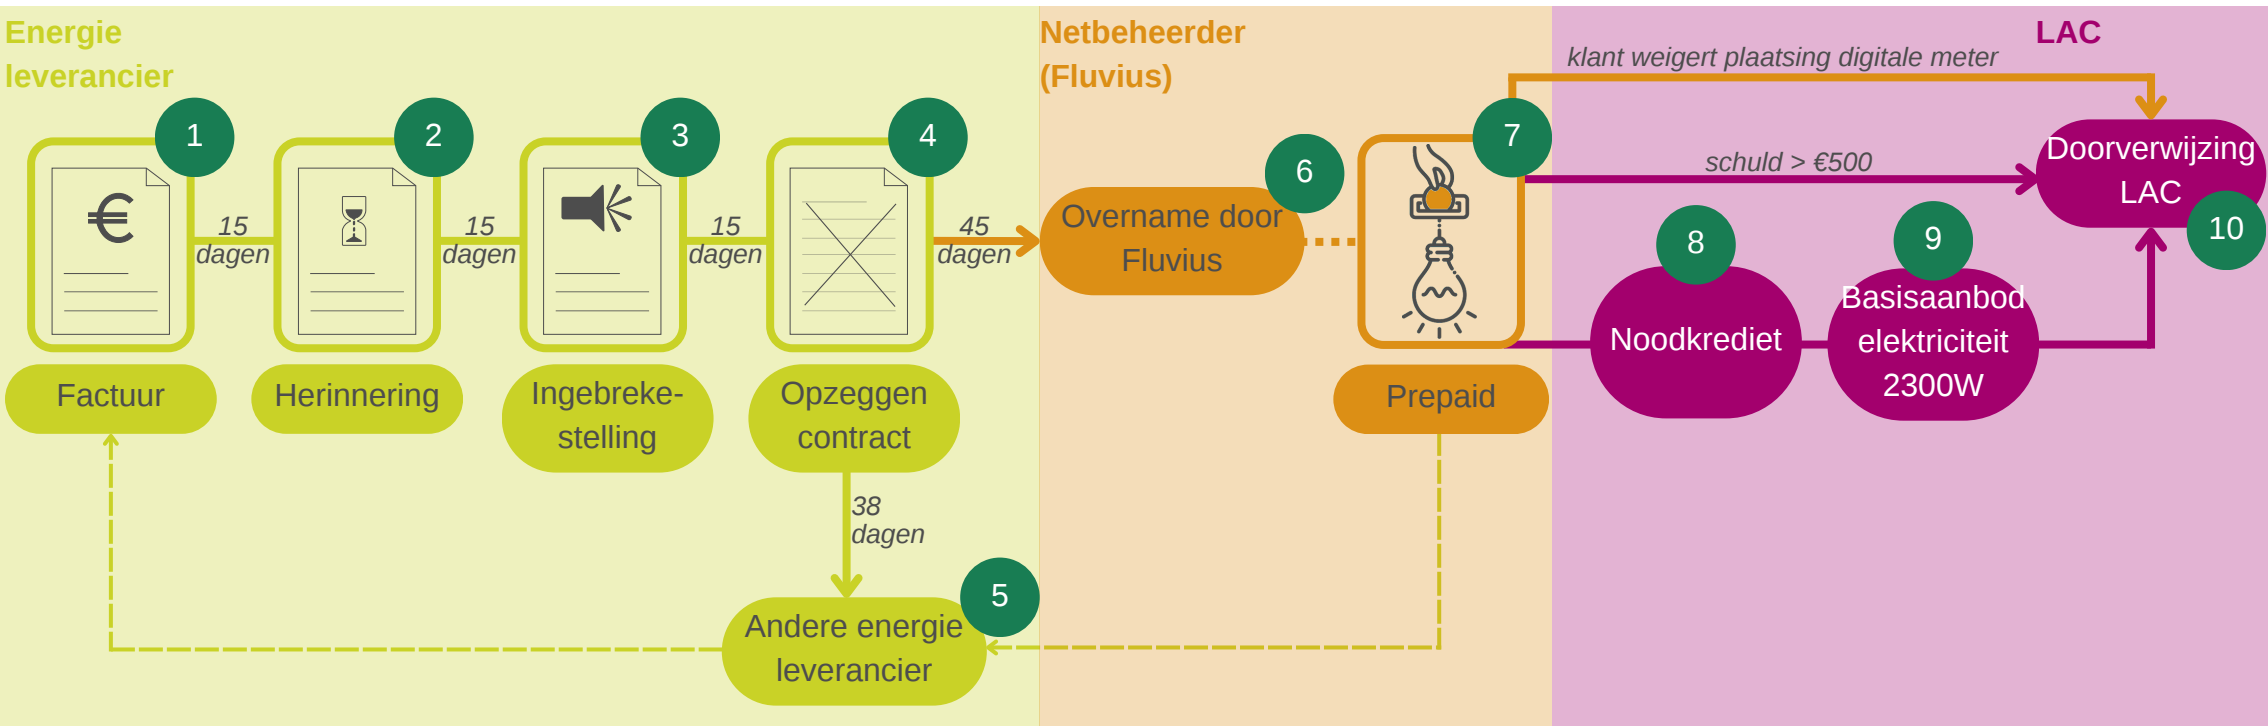 Energie
leverancier
Netbeheerder
(Fluvius)
LAC
klant weigert plaatsing digitale meter
schuld > €500
1
2
3
4
6
7
8
9
10
€
15
dagen
15
dagen
15
dagen
45
dagen
Overname door
Fluvius
Doorverwijzing
LAC
Noodkrediet
Basisaanbod
elektriciteit
2300W
Factuur
Herinnering
Ingebreke-
stelling
Opzeggen
contract
Prepaid
38
dagen
5
Andere energie
leverancier